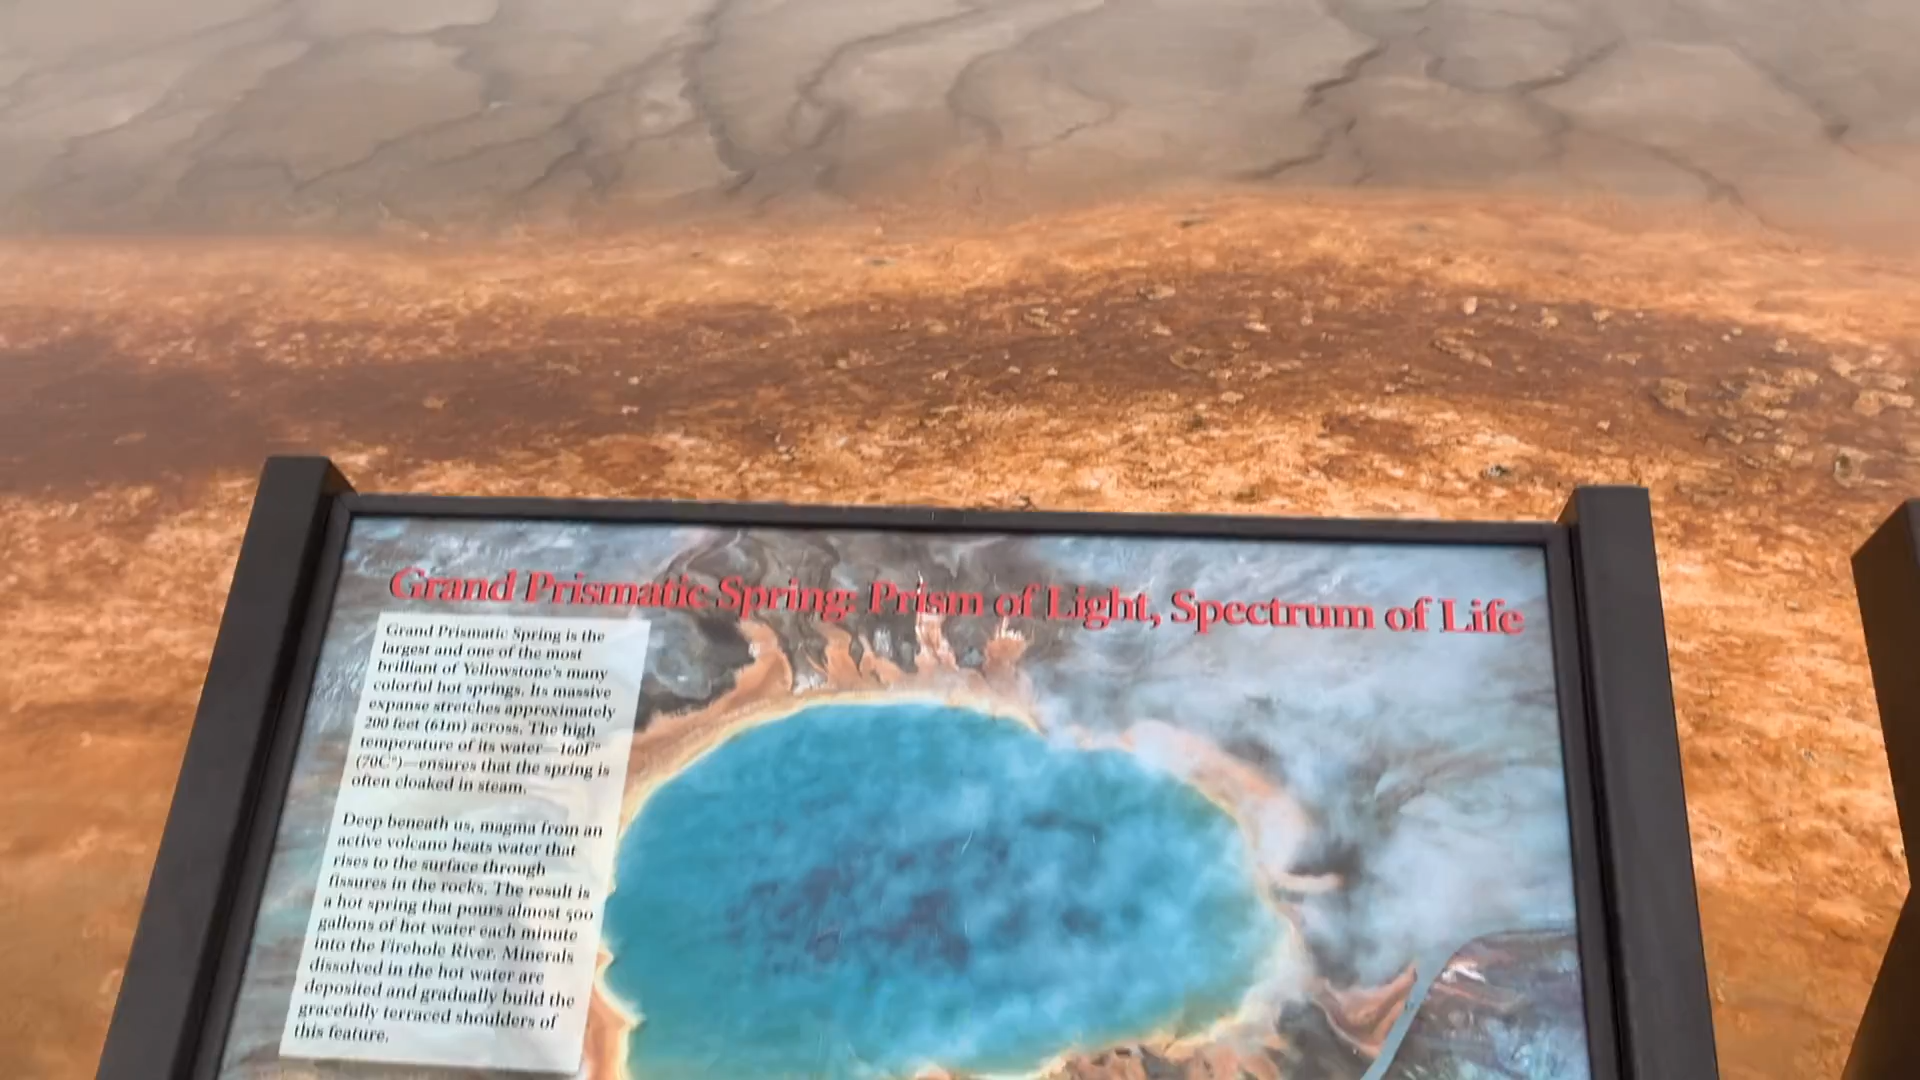 Grand Prismatic Spring: Prism of Light, Spectrum of Life
Grand Prismatic Spring is the
largest and one of the most
brilliant of Yellowstone's many
colorful hot springs. Its massive
expanse stretches approximately
200 feet (61m) across. The high
temperature of its water—160F°
(70C°)—ensures that the spring is
often cloaked in steam.
Deep beneath us, magma from an
active volcano heats water that
rises to the surface through
fissures in the rocks. The result is
a hot spring that pours almost 500
gallons of hot water each minute
into the Firehole River. Minerals
dissolved in the hot water are
deposited and gradually build the
gracefully terraced shoulders of
this feature.